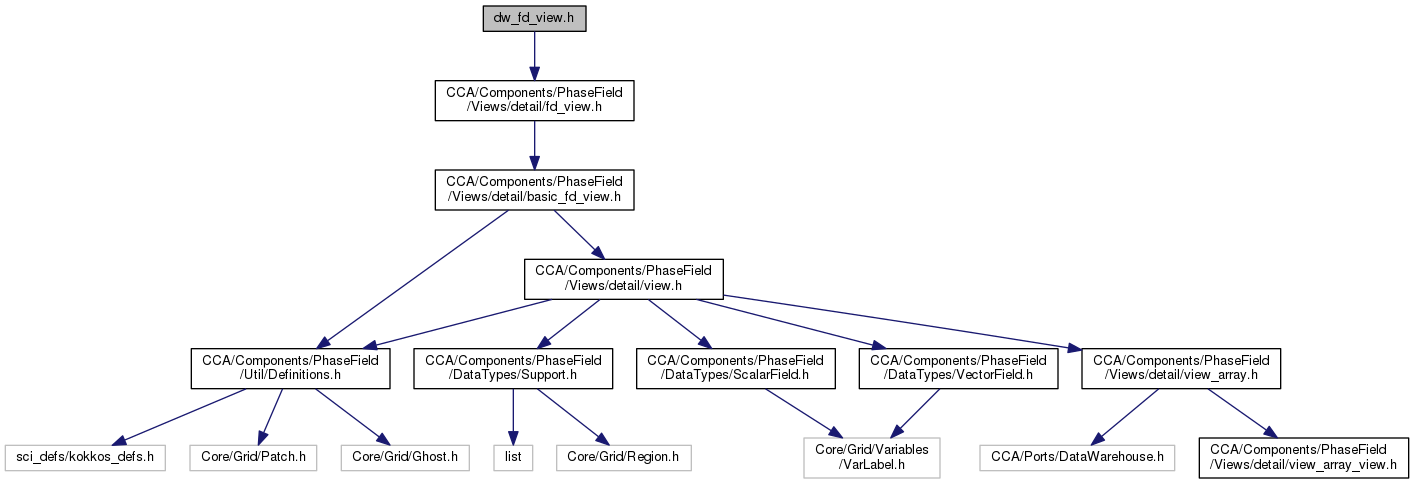 dw_fd_view.h
CCA/Components/PhaseField
/Views/detail/fd_view.h
CCA/Components/PhaseField
/Views/detail/basic_fd_view.h
CCA/Components/PhaseField
/Views/detail/view.h
CCA/Components/PhaseField
/Util/Definitions.h
CCA/Components/PhaseField
/DataTypes/Support.h
CCA/Components/PhaseField
/DataTypes/ScalarField.h
CCA/Components/PhaseField
/DataTypes/VectorField.h
CCA/Components/PhaseField
/Views/detail/view_array.h
sci_defs/kokkos_defs.h
Core/Grid/Patch.h
Core/Grid/Ghost.h
list
Core/Grid/Region.h
Core/Grid/Variables
/VarLabel.h
CCA/Ports/DataWarehouse.h
CCA/Components/PhaseField
/Views/detail/view_array_view.h